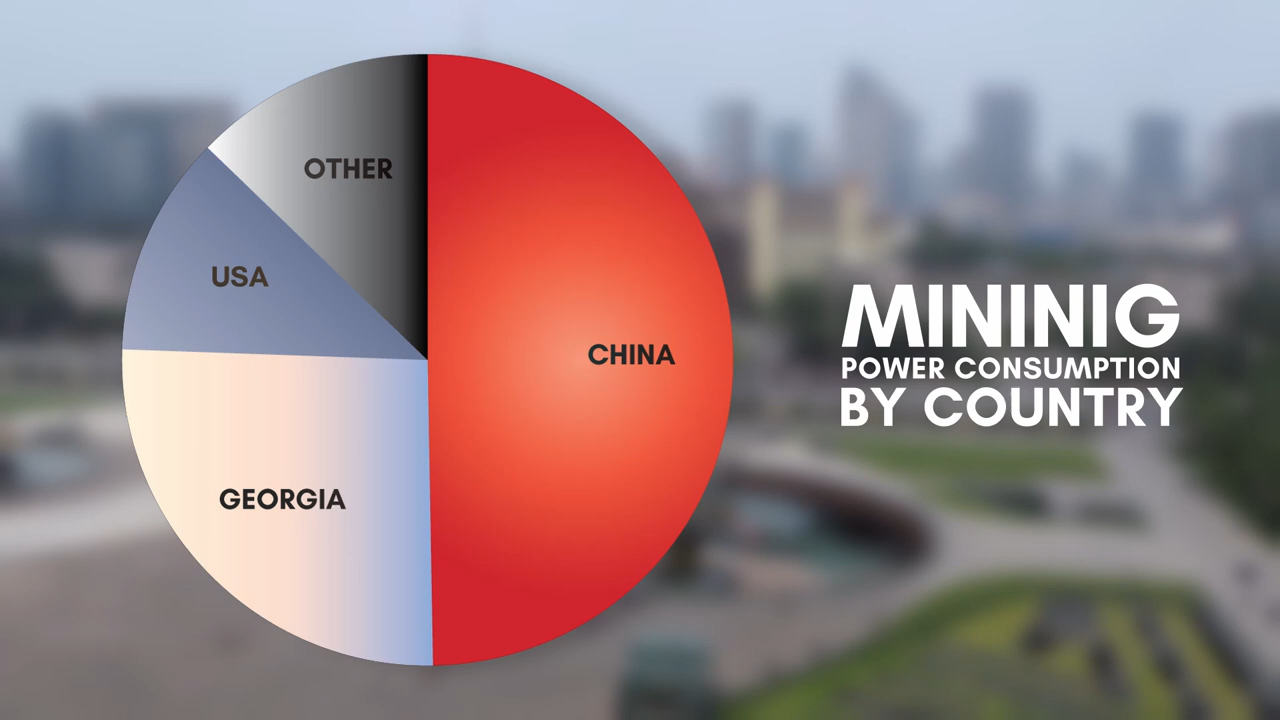 OTHER
USA
CHINA
GEORGIA
MININIG
POWER CONSUMPTION
BY COUNTRY